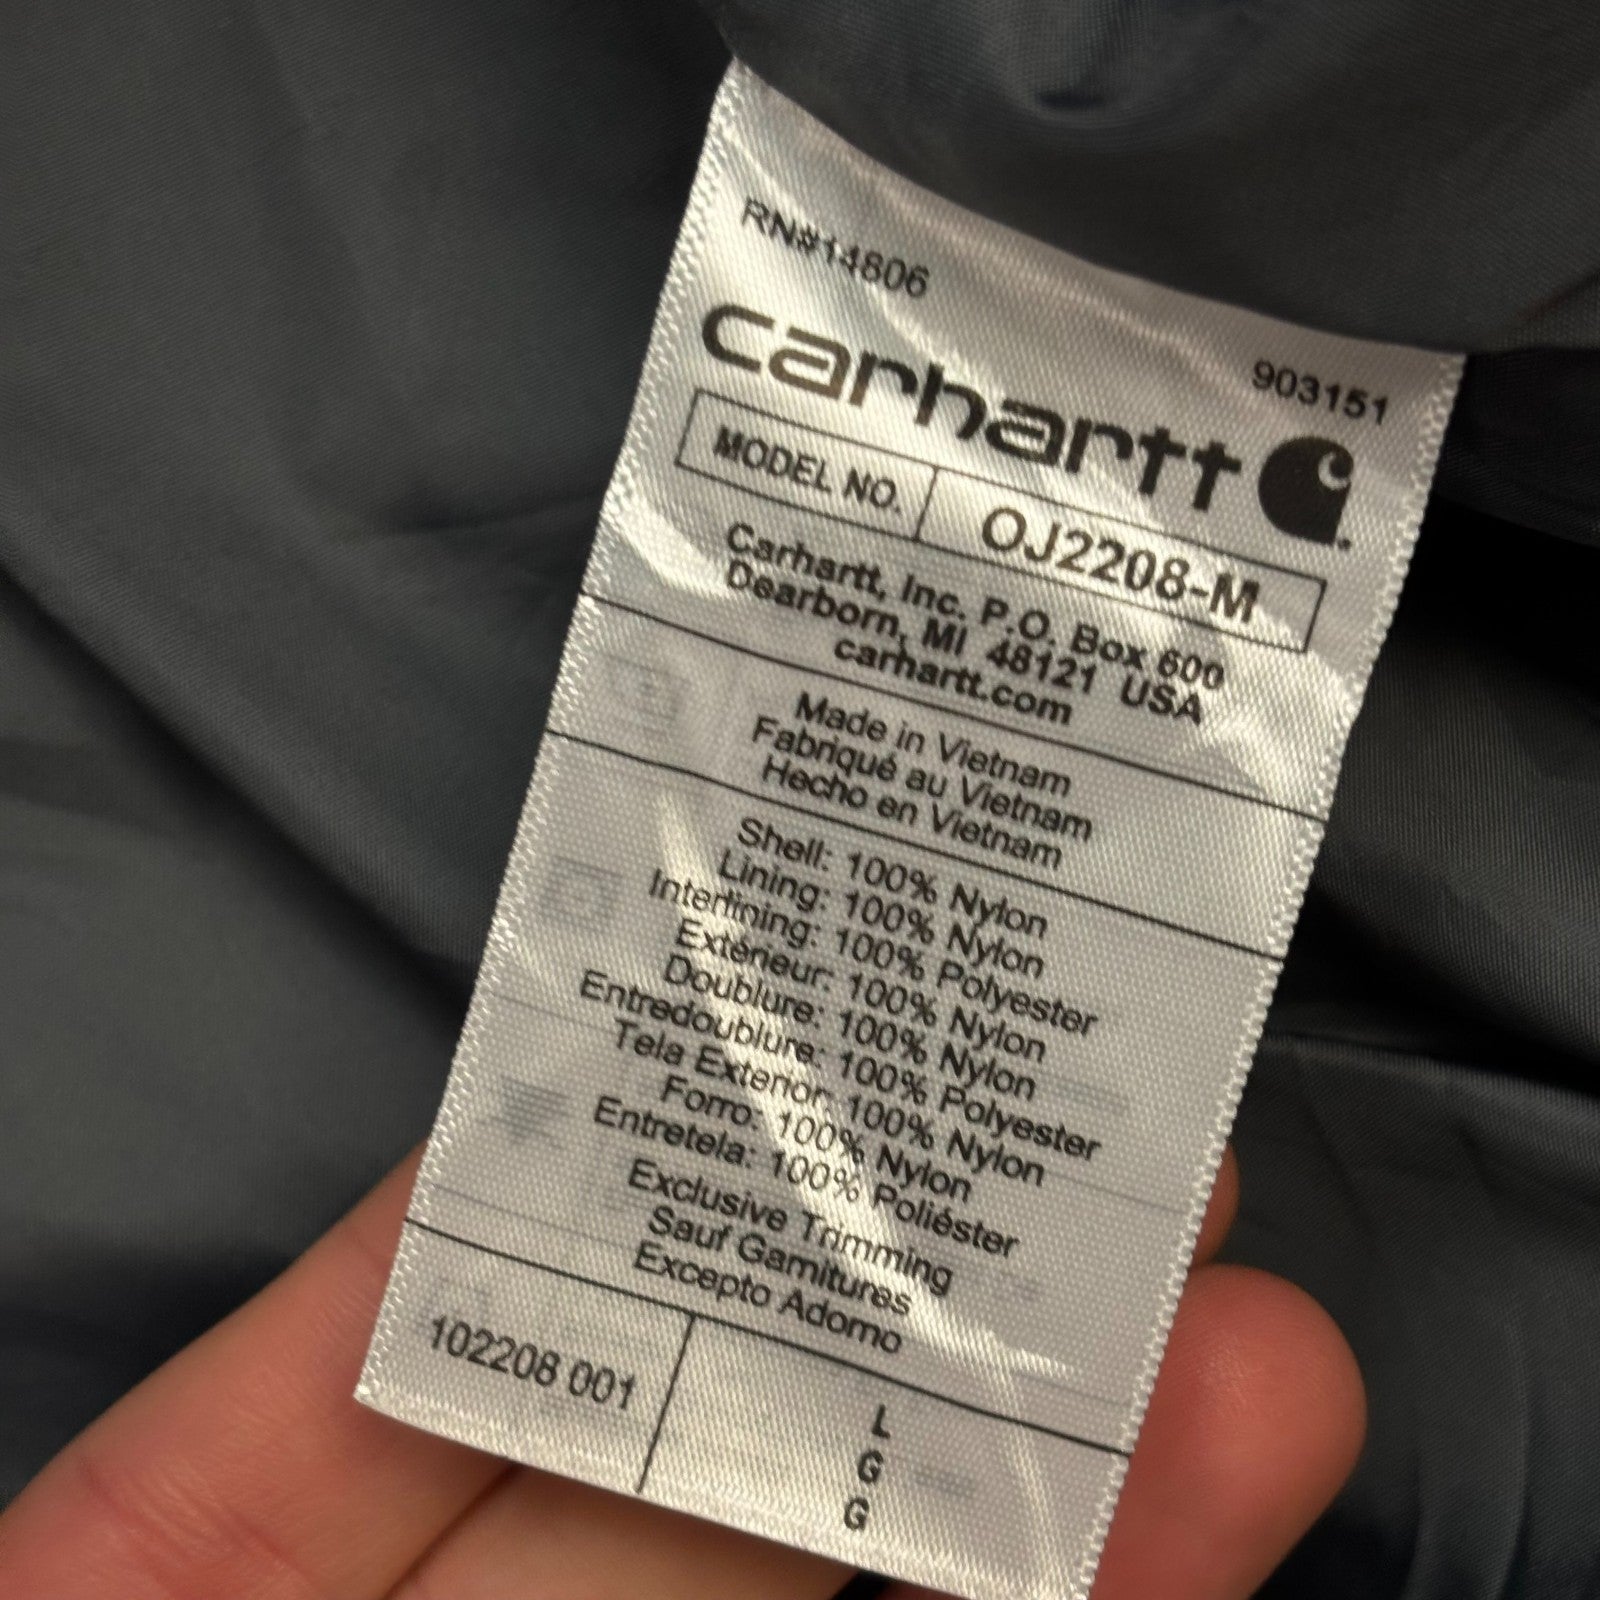 RN#14806
903151
carhartt
MODEL NO. OJ2208-M
Carhartt, Inc. P.O. Box 600
Dearborn, MI 48121 USA
carhartt.com
Made in Vietnam
Fabriqué au Vietnam
Hecho en Vietnam
Shell: 100% Nylon
Lining: 100% Nylon
Interlining: 100% Polyester
Extérieur: 100% Nylon
Doublure: 100% Nylon
Entredoublure: 100% Polyester
Tela Exterior: 100% Nylon
Forro: 100% Nylon
Entretela: 100% Poliéster
Exclusive Trimming
Sauf Garnitures
Excepto Adorno
102208 001
L
G
G